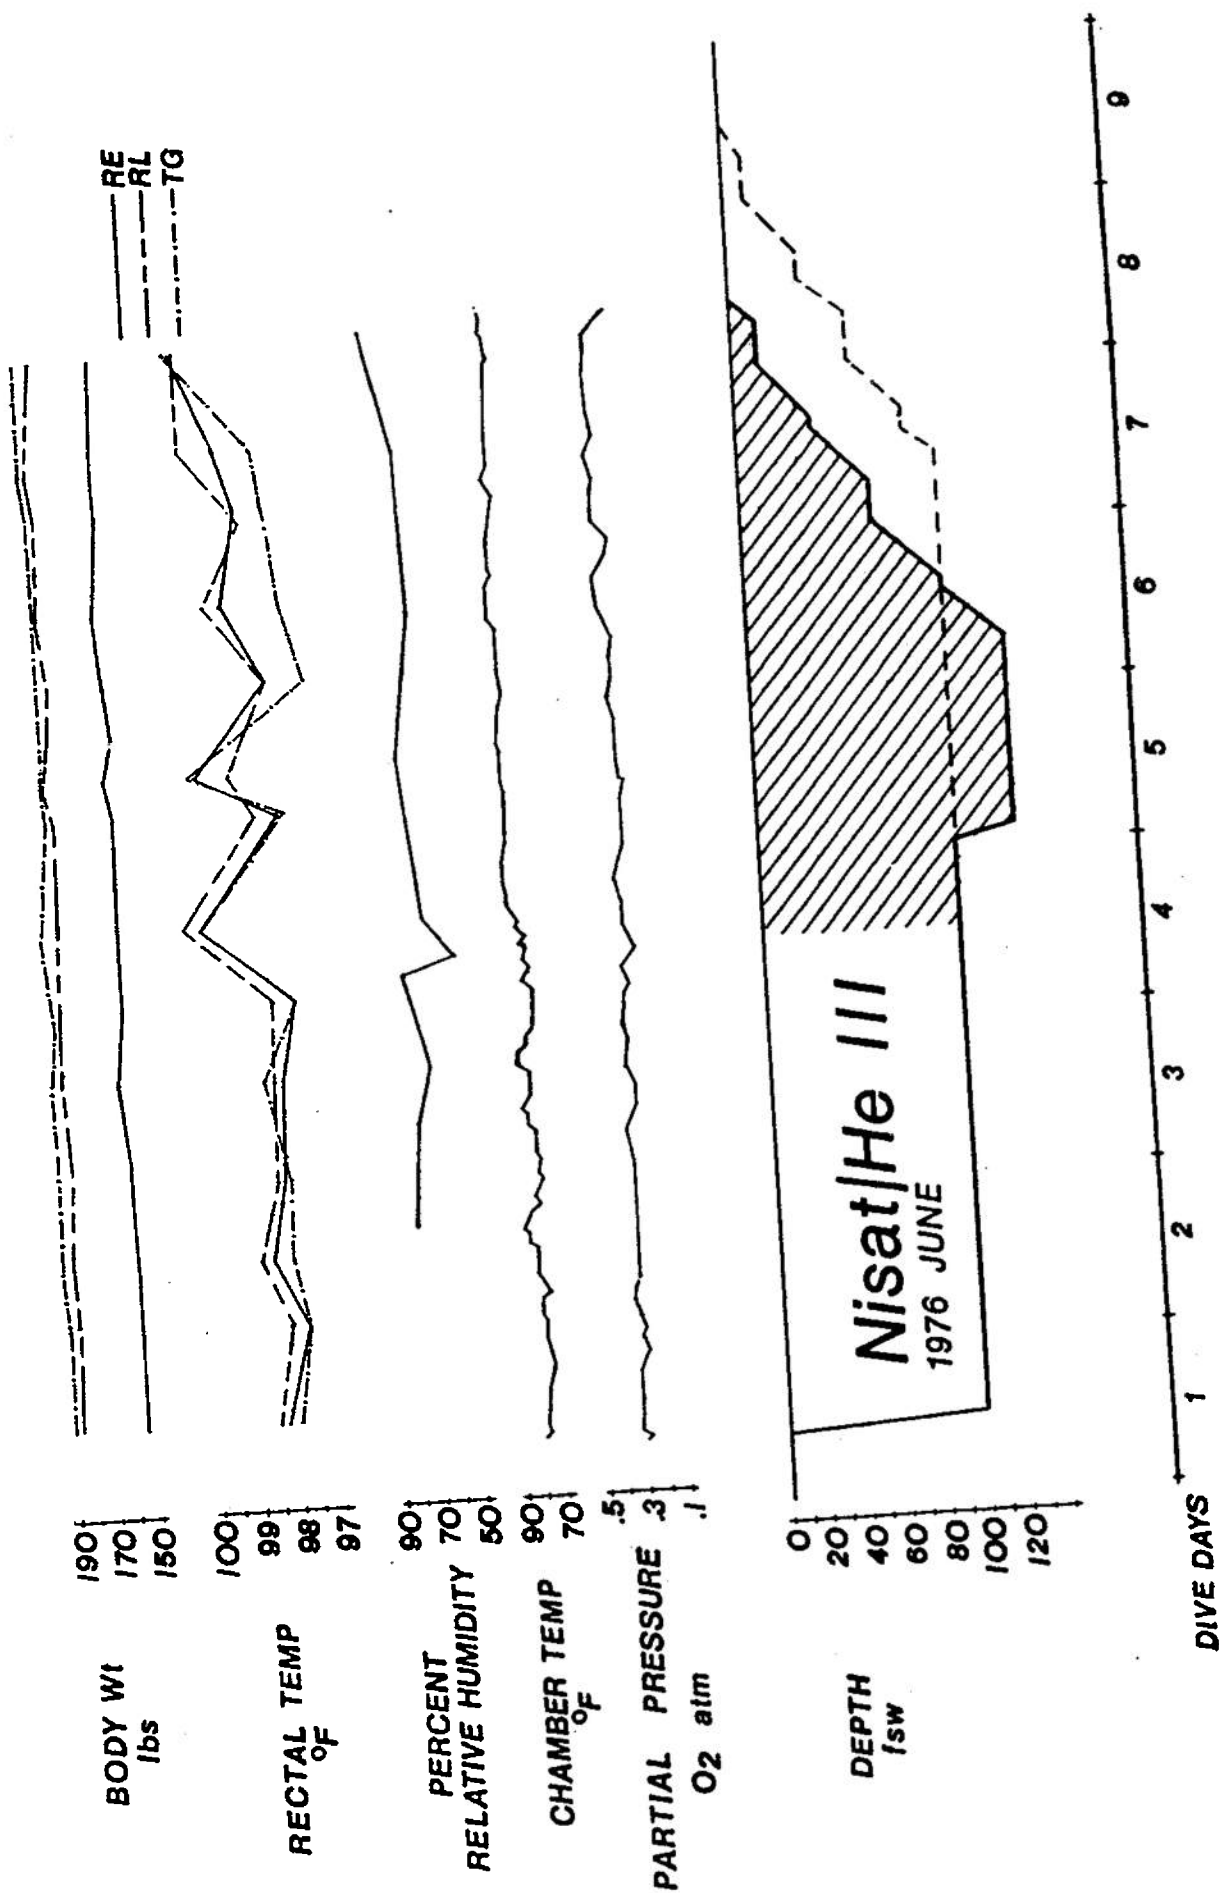 BODY Wt
lbs
190
170
150
RE
RL
TG
RECTAL TEMP
°F
100
99
98
97
PERCENT
RELATIVE HUMIDITY
90
70
50
CHAMBER TEMP
°F
90
70
PARTIAL PRESSURE
O2 atm
.5
.3
.1
DEPTH
fsw
0
20
40
60
80
100
120
Nisat|He III
1976 JUNE
1 2 3 4 5 6 7 8 9
DIVE DAYS